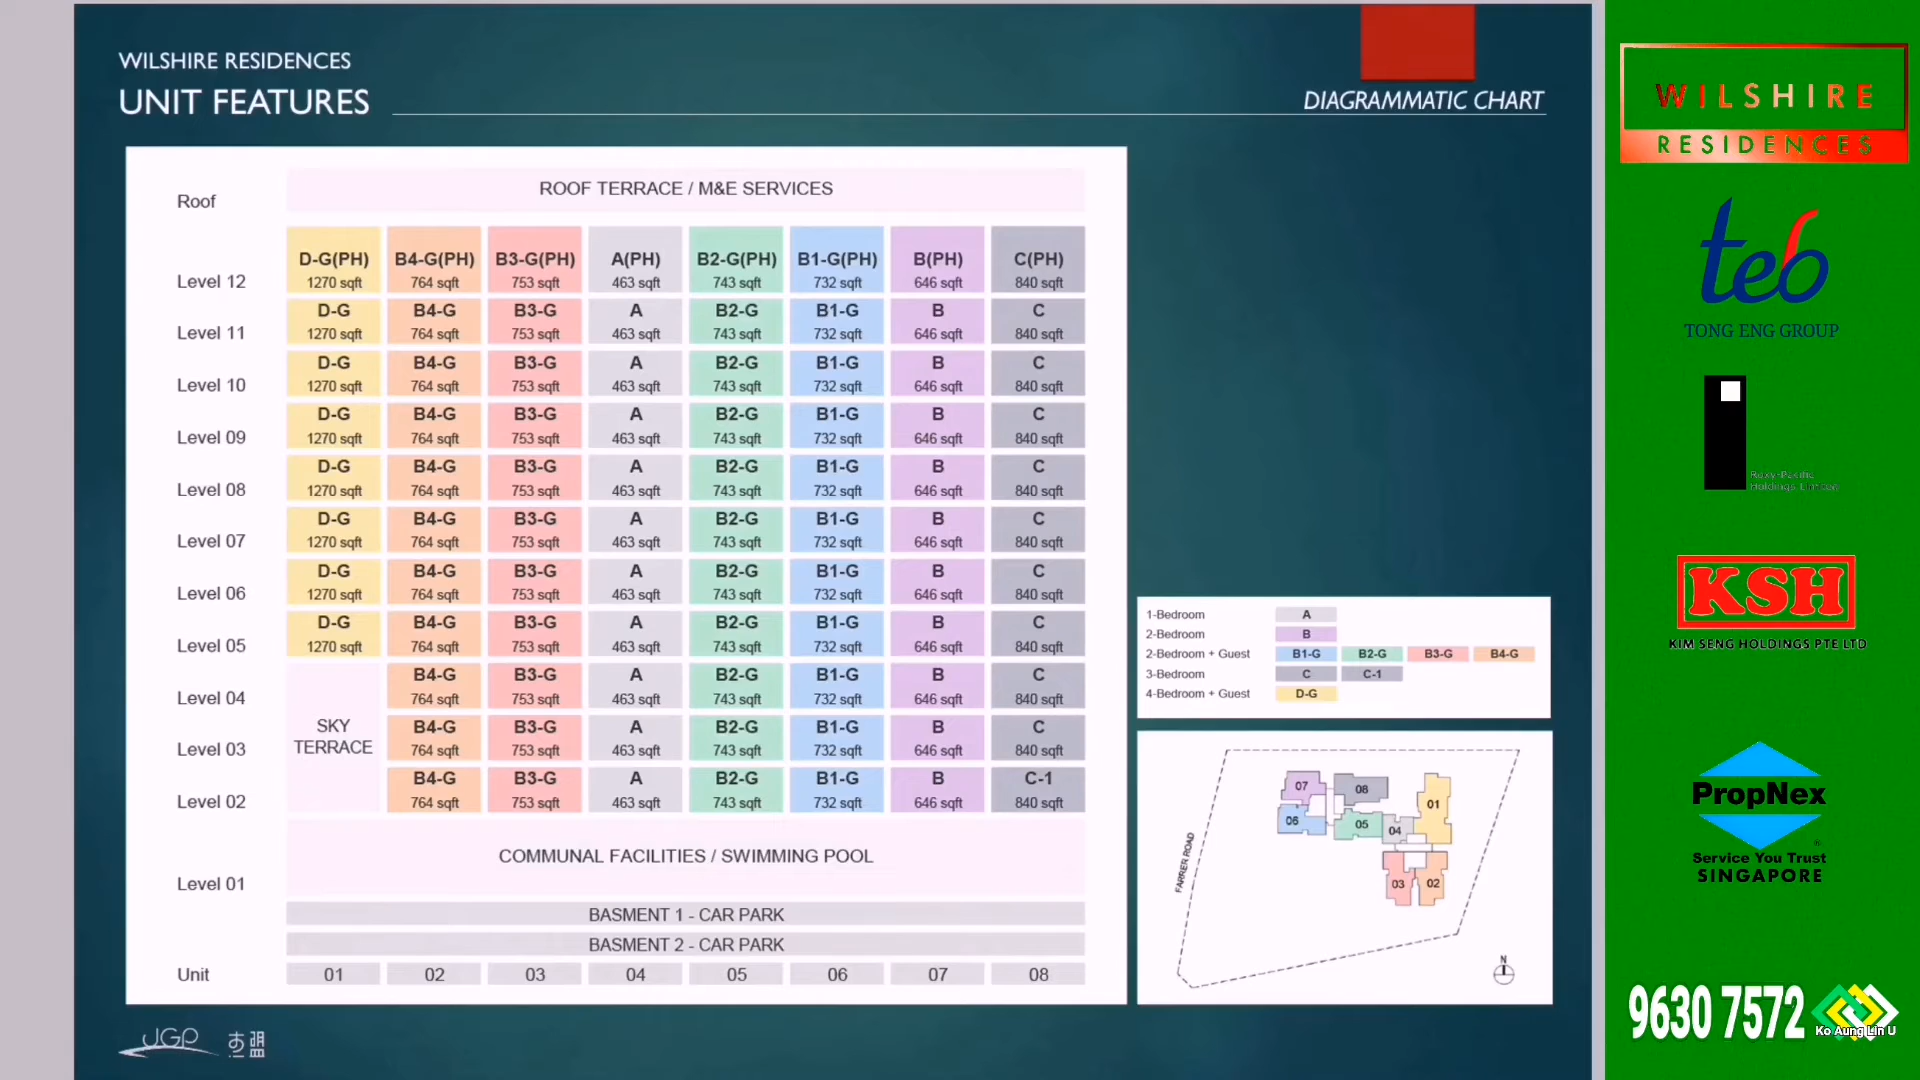 WILSHIRE RESIDENCES
UNIT FEATURES
DIAGRAMMATIC CHART
Roof
ROOF TERRACE / M&E SERVICES
D-G(PH) B4-G(PH) B3-G(PH) A(PH) B2-G(PH) B1-G(PH) B(PH) C(PH)
Level 12 1270 sqft 764 sqft 753 sqft 463 sqft 743 sqft 732 sqft 646 sqft 840 sqft
D-G B4-G B3-G A B2-G B1-G B C
Level 11 1270 sqft 764 sqft 753 sqft 463 sqft 743 sqft 732 sqft 646 sqft 840 sqft
D-G B4-G B3-G A B2-G B1-G B C
Level 10 1270 sqft 764 sqft 753 sqft 463 sqft 743 sqft 732 sqft 646 sqft 840 sqft
D-G B4-G B3-G A B2-G B1-G B C
Level 09 1270 sqft 764 sqft 753 sqft 463 sqft 743 sqft 732 sqft 646 sqft 840 sqft
D-G B4-G B3-G A B2-G B1-G B C
Level 08 1270 sqft 764 sqft 753 sqft 463 sqft 743 sqft 732 sqft 646 sqft 840 sqft
D-G B4-G B3-G A B2-G B1-G B C
Level 07 1270 sqft 764 sqft 753 sqft 463 sqft 743 sqft 732 sqft 646 sqft 840 sqft
D-G B4-G B3-G A B2-G B1-G B C
Level 06 1270 sqft 764 sqft 753 sqft 463 sqft 743 sqft 732 sqft 646 sqft 840 sqft
D-G B4-G B3-G A B2-G B1-G B C
Level 05 1270 sqft 764 sqft 753 sqft 463 sqft 743 sqft 732 sqft 646 sqft 840 sqft
B4-G B3-G A B2-G B1-G B C
Level 04 764 sqft 753 sqft 463 sqft 743 sqft 732 sqft 646 sqft 840 sqft
SKY
TERRACE
B4-G B3-G A B2-G B1-G B C
Level 03 764 sqft 753 sqft 463 sqft 743 sqft 732 sqft 646 sqft 840 sqft
B4-G B3-G A B2-G B1-G B C-1
Level 02 764 sqft 753 sqft 463 sqft 743 sqft 732 sqft 646 sqft 840 sqft
COMMUNAL FACILITIES / SWIMMING POOL
Level 01
BASMENT 1 - CAR PARK
BASMENT 2 - CAR PARK
Unit 01 02 03 04 05 06 07 08
1-Bedroom A
2-Bedroom B
2-Bedroom + Guest B1-G B2-G B3-G B4-G
3-Bedroom C C-1
4-Bedroom + Guest D-G
07 08 01
06 05 04
03 02
FARRER ROAD
N
JGP
WILSHIRE
RESIDENCES
teb
TONG ENG GROUP
Roxy-Pacific
Holdings Limited
KSH
KIM SENG HOLDINGS PTE LTD
PropNex
Service You Trust
SINGAPORE
9630 7572
Ko Aung Lin U